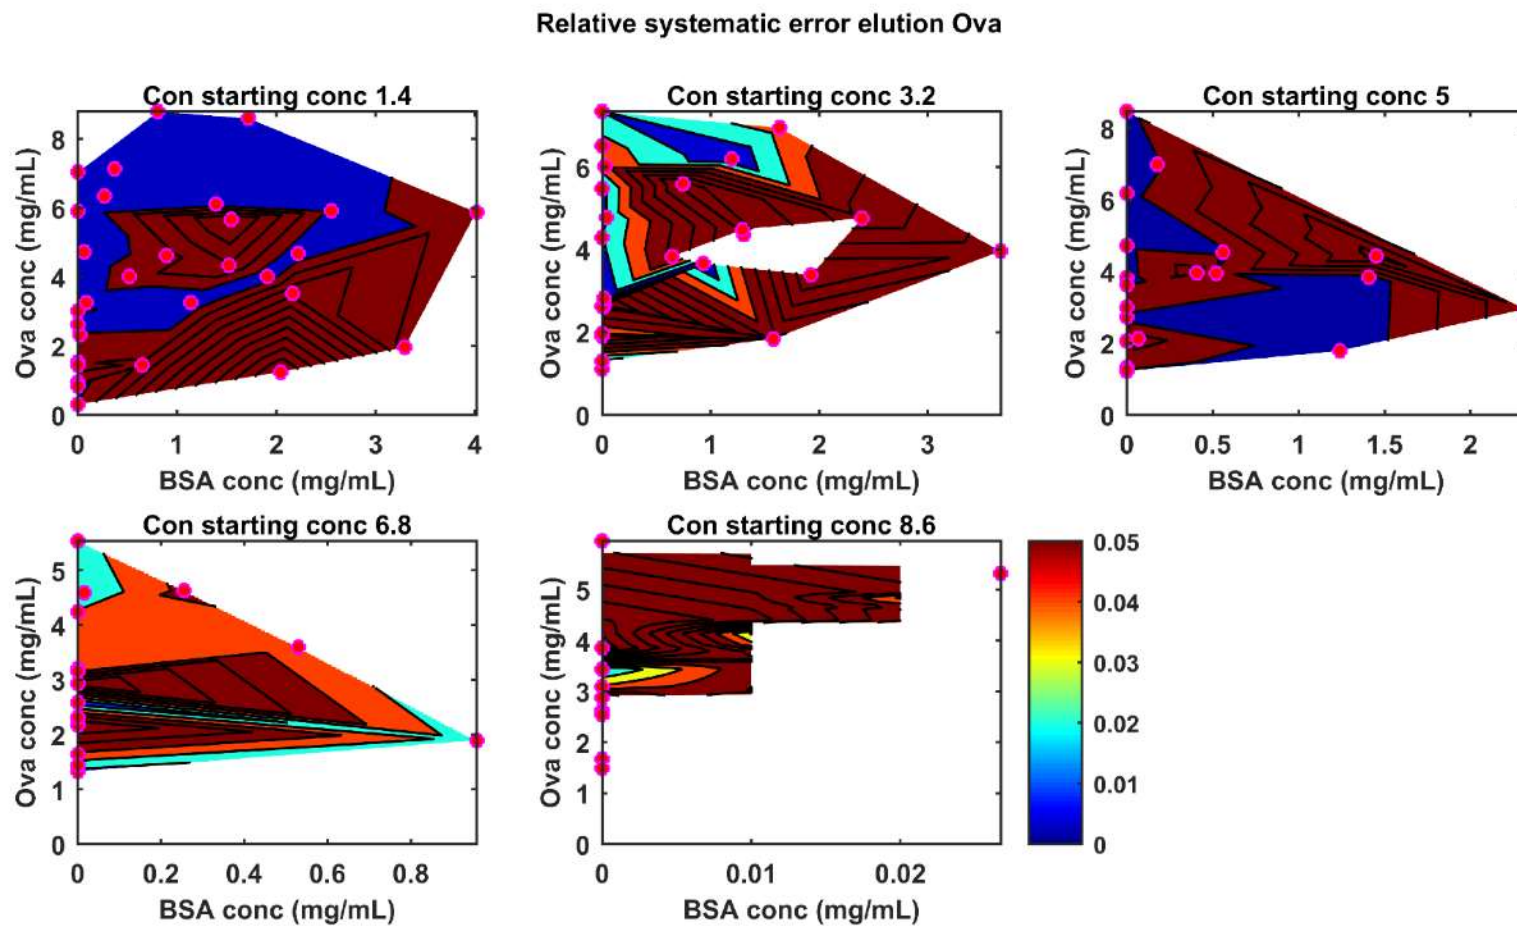 Relative systematic error elution Ova
Con starting conc 1.4
Ova conc (mg/mL)
8
6
4
2
0
0 1 2 3 4
BSA conc (mg/mL)
Con starting conc 3.2
Ova conc (mg/mL)
6
4
2
0
0 1 2 3
BSA conc (mg/mL)
Con starting conc 5
Ova conc (mg/mL)
8
6
4
2
0
0 0.5 1 1.5 2
BSA conc (mg/mL)
Con starting conc 6.8
Ova conc (mg/mL)
5
4
3
2
1
0
0 0.2 0.4 0.6 0.8
BSA conc (mg/mL)
Con starting conc 8.6
Ova conc (mg/mL)
5
4
3
2
1
0
0 0.01 0.02
BSA conc (mg/mL)
0.05
0.04
0.03
0.02
0.01
0